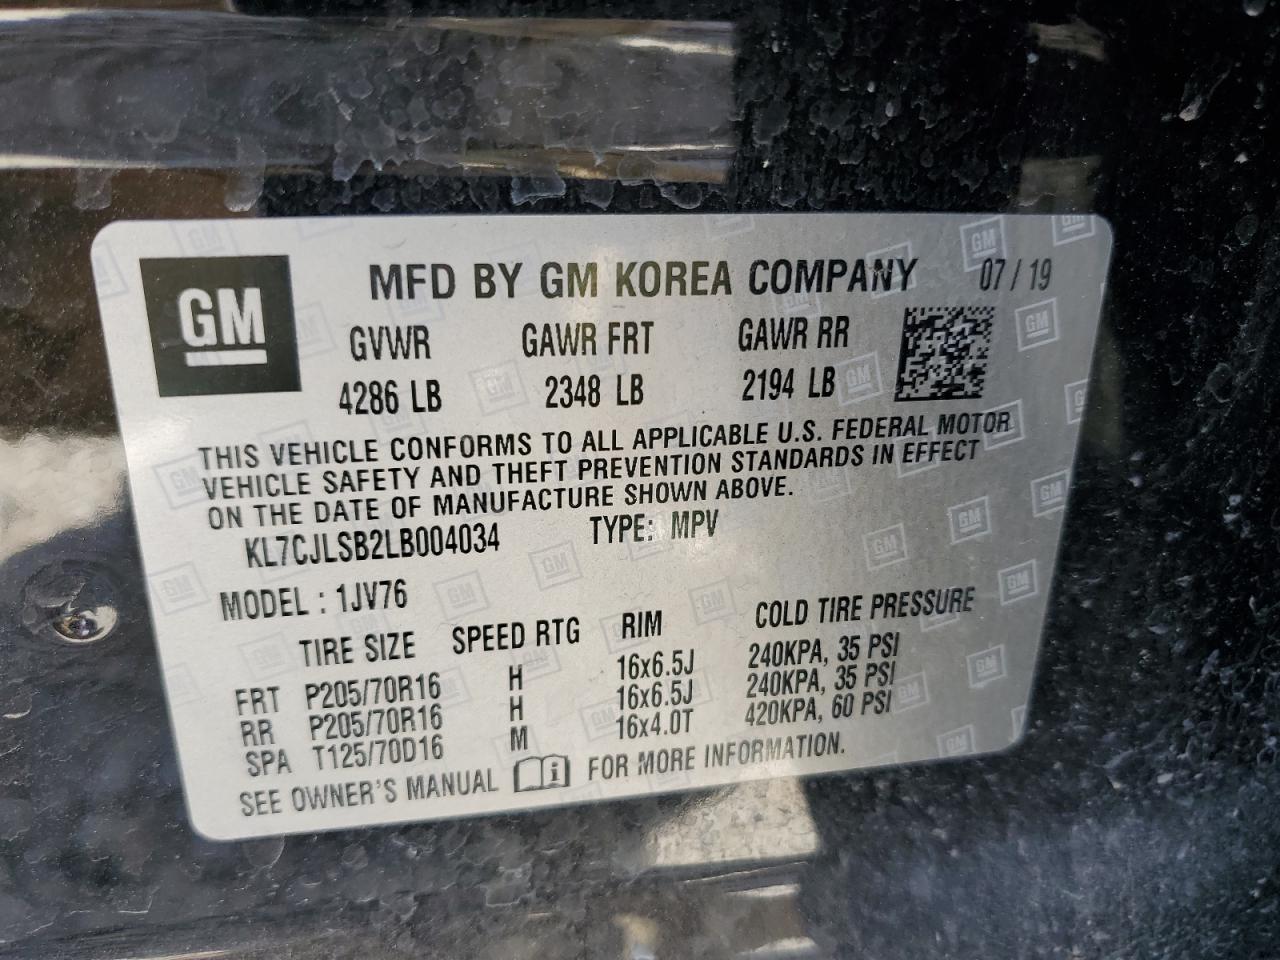 GM
MFD BY GM KOREA COMPANY 07 / 19
GVWR GAWR FRT GAWR RR
4286 LB 2348 LB 2194 LB
THIS VEHICLE CONFORMS TO ALL APPLICABLE U.S. FEDERAL MOTOR
VEHICLE SAFETY AND THEFT PREVENTION STANDARDS IN EFFECT
ON THE DATE OF MANUFACTURE SHOWN ABOVE.
KL7CJLSB2LB004034 TYPE: MPV
MODEL : 1JV76
TIRE SIZE SPEED RTG RIM COLD TIRE PRESSURE
FRT P205/70R16 H 16x6.5J 240KPA, 35 PSI
RR P205/70R16 H 16x6.5J 240KPA, 35 PSI
SPA T125/70D16 M 16x4.0T 420KPA, 60 PSI
SEE OWNER'S MANUAL FOR MORE INFORMATION.